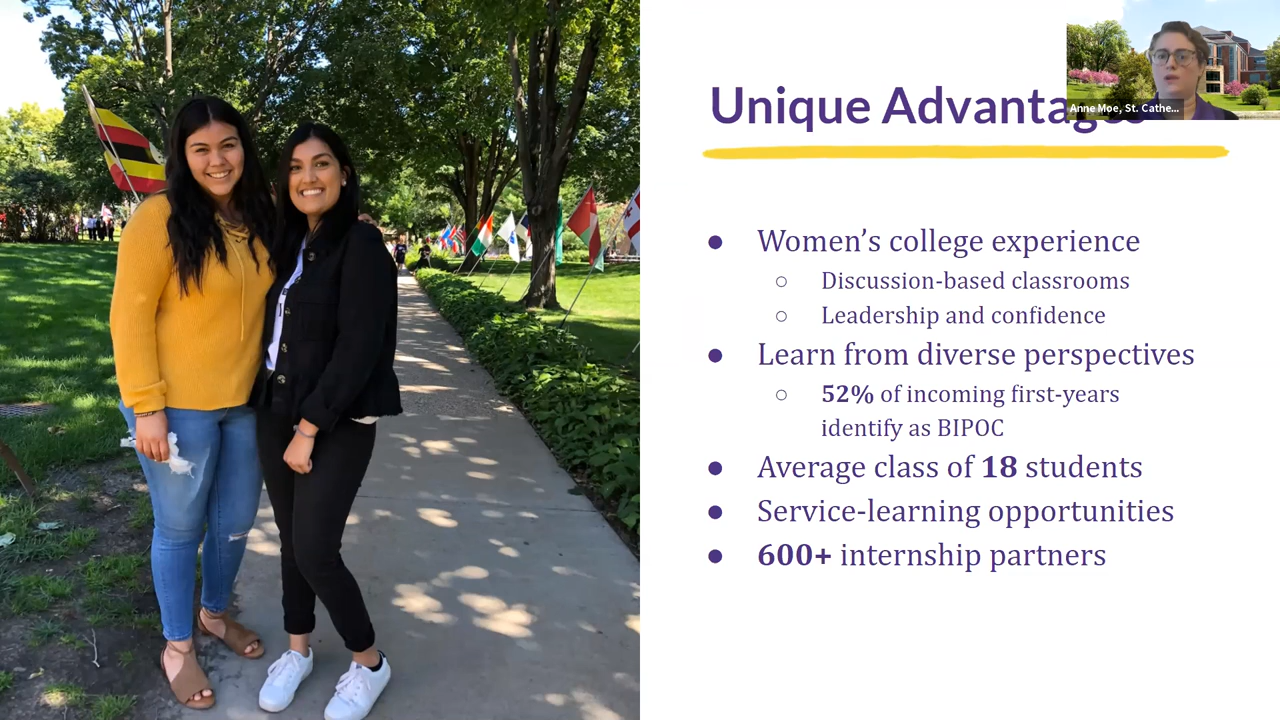 Unique Advantages
Anne Moe, St. Cathe...
● Women’s college experience
○ Discussion-based classrooms
○ Leadership and confidence
● Learn from diverse perspectives
○ 52% of incoming first-years
identify as BIPOC
● Average class of 18 students
● Service-learning opportunities
● 600+ internship partners